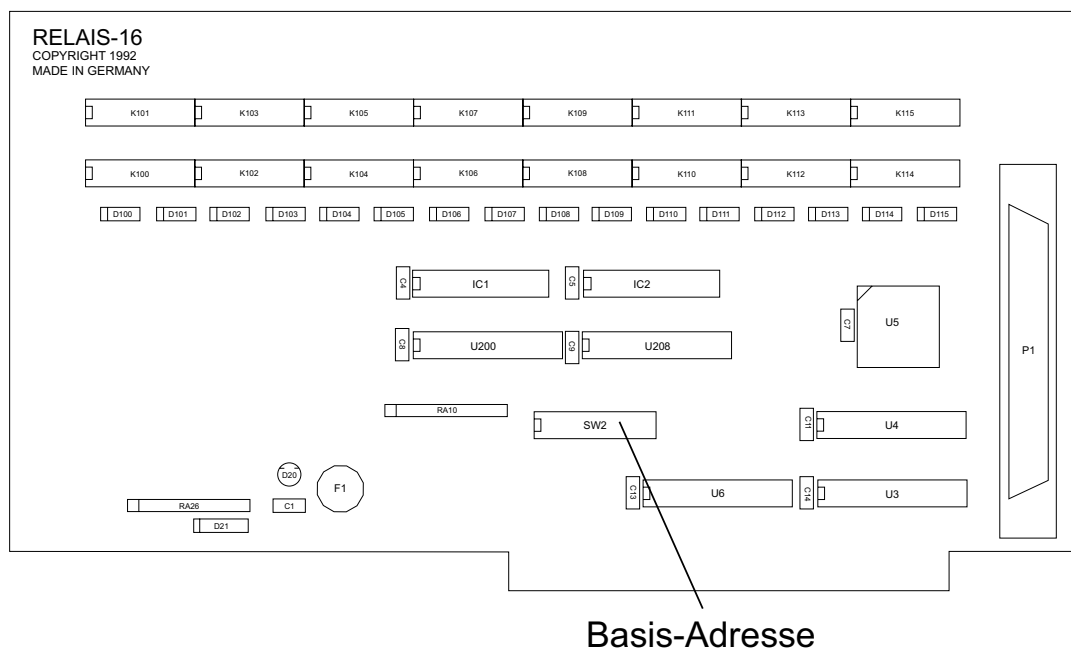 RELAIS-16
COPYRIGHT 1992
MADE IN GERMANY
K101 K103 K105 K107 K109 K111 K113 K115
K100 K102 K104 K106 K108 K110 K112 K114
D100 D101 D102 D103 D104 D105 D106 D107 D108 D109 D110 D111 D112 D113 D114 D115
C4 IC1 C5 IC2
C7 U5
C8 U200 C9 U208
P1
RA10
SW2
C11 U4
D20
F1
C13 U6 C14 U3
RA26 C1
D21
Basis-Adresse